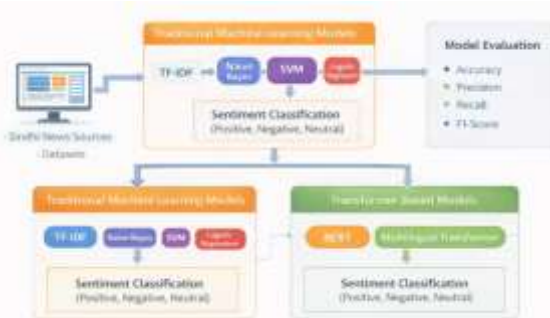 Traditional Machine Learning Models
TF-IDF
Naive Bayes
SVM
Logistic Regression
Sentiment Classification
(Positive, Negative, Neutral)
Model Evaluation
Accuracy
Precision
Recall
F1-Score
Sindhi News Sources
Datasets
Traditional Machine Learning Models
TF-IDF
Naive Bayes
SVM
Logistic Regression
Sentiment Classification
(Positive, Negative, Neutral)
Transformer Based Models
BERT
Multilingual Transformer
Sentiment Classification
(Positive, Negative, Neutral)